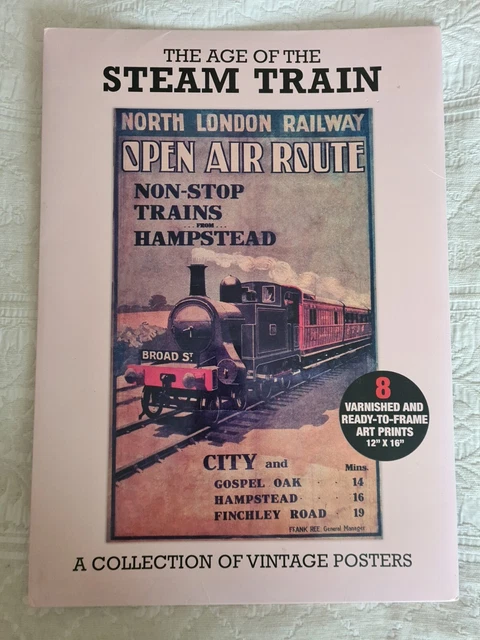 THE AGE OF THE
STEAM TRAIN
NORTH LONDON RAILWAY
OPEN AIR ROUTE
NON-STOP
TRAINS
...FROM...
HAMPSTEAD
BROAD ST
8
VARNISHED AND
READY-TO-FRAME
ART PRINTS
12" X 16"
CITY and Mins.
GOSPEL OAK 14
HAMPSTEAD 16
FINCHLEY ROAD 19
FRANK REE, General Manager.
A COLLECTION OF VINTAGE POSTERS